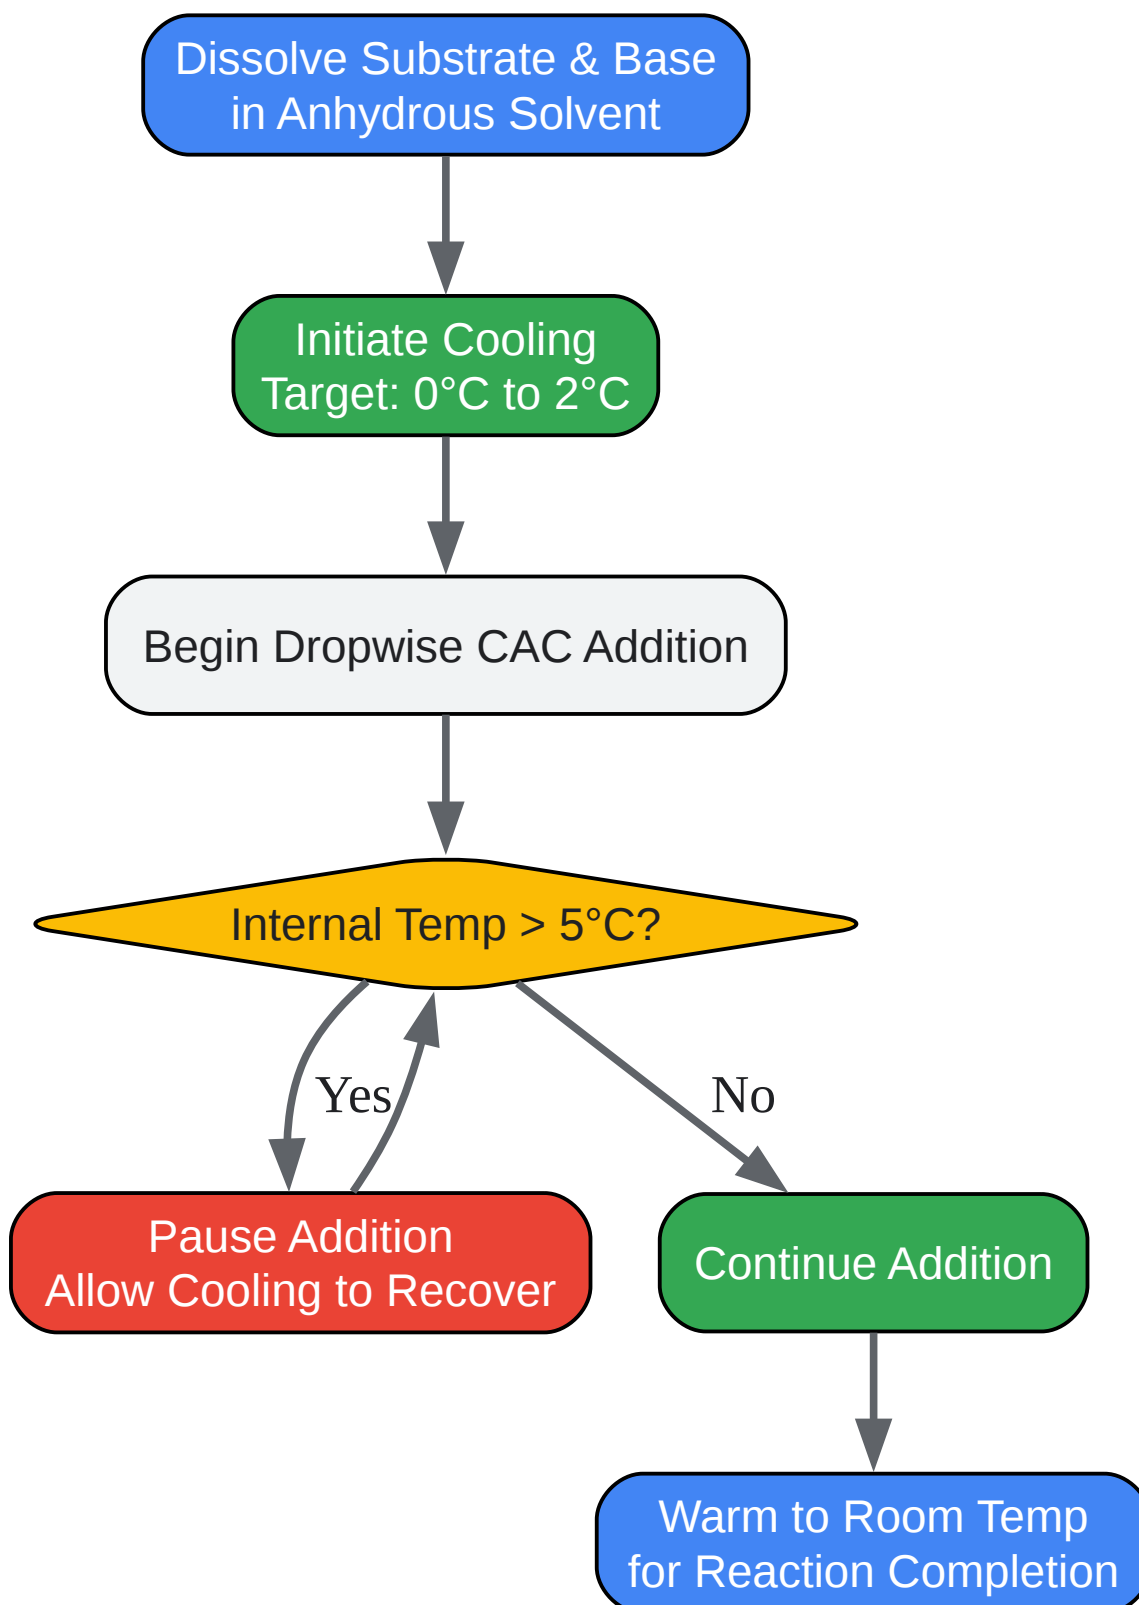 Dissolve Substrate & Base
in Anhydrous Solvent
Initiate Cooling
Target: 0°C to 2°C
Begin Dropwise CAC Addition
Internal Temp > 5°C?
Yes
No
Pause Addition
Allow Cooling to Recover
Continue Addition
Warm to Room Temp
for Reaction Completion